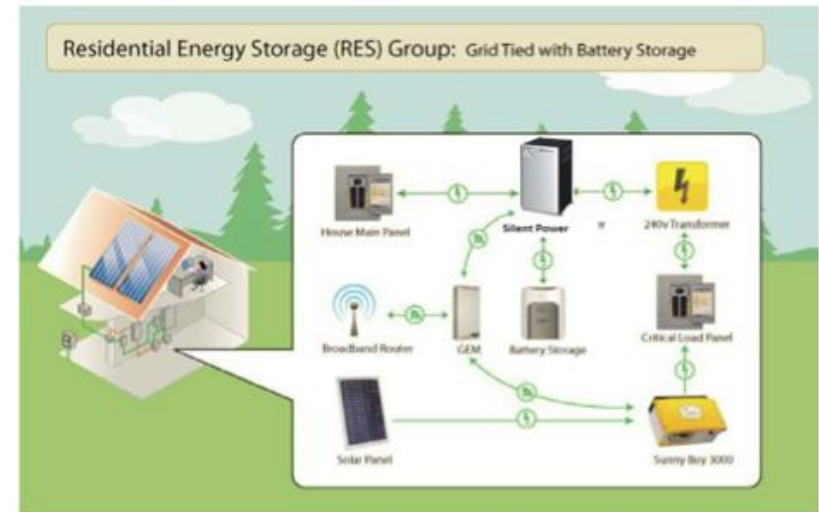 Residential Energy Storage (RES) Group: Grid Tied with Battery Storage
House Main Panel
Silent Power
240v Transformer
Broadband Router
GEM
Battery Storage
Critical Load Panel
Solar Panel
Sunny Boy 3000